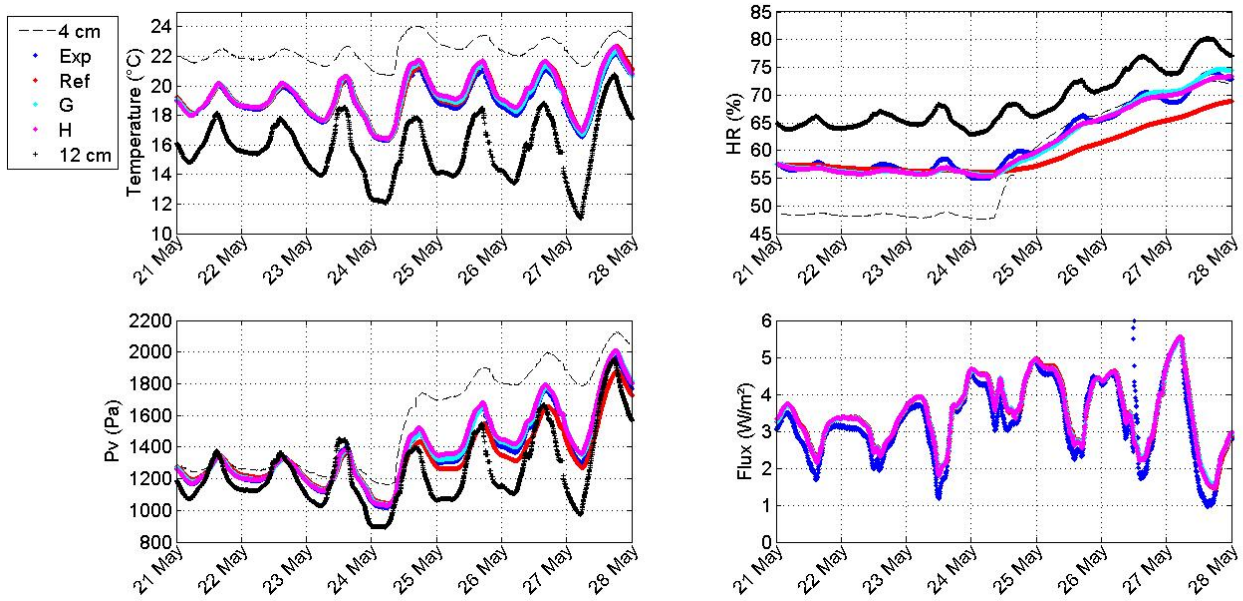 4 cm
Exp
Ref
G
H
12 cm
Temperature (°C)
24
22
20
18
16
14
12
10
21 May
22 May
23 May
24 May
25 May
26 May
27 May
28 May
HR (%)
85
80
75
70
65
60
55
50
45
21 May
22 May
23 May
24 May
25 May
26 May
27 May
28 May
Pv (Pa)
2200
2000
1800
1600
1400
1200
1000
800
21 May
22 May
23 May
24 May
25 May
26 May
27 May
28 May
Flux (W/m²)
6
5
4
3
2
1
0
21 May
22 May
23 May
24 May
25 May
26 May
27 May
28 May